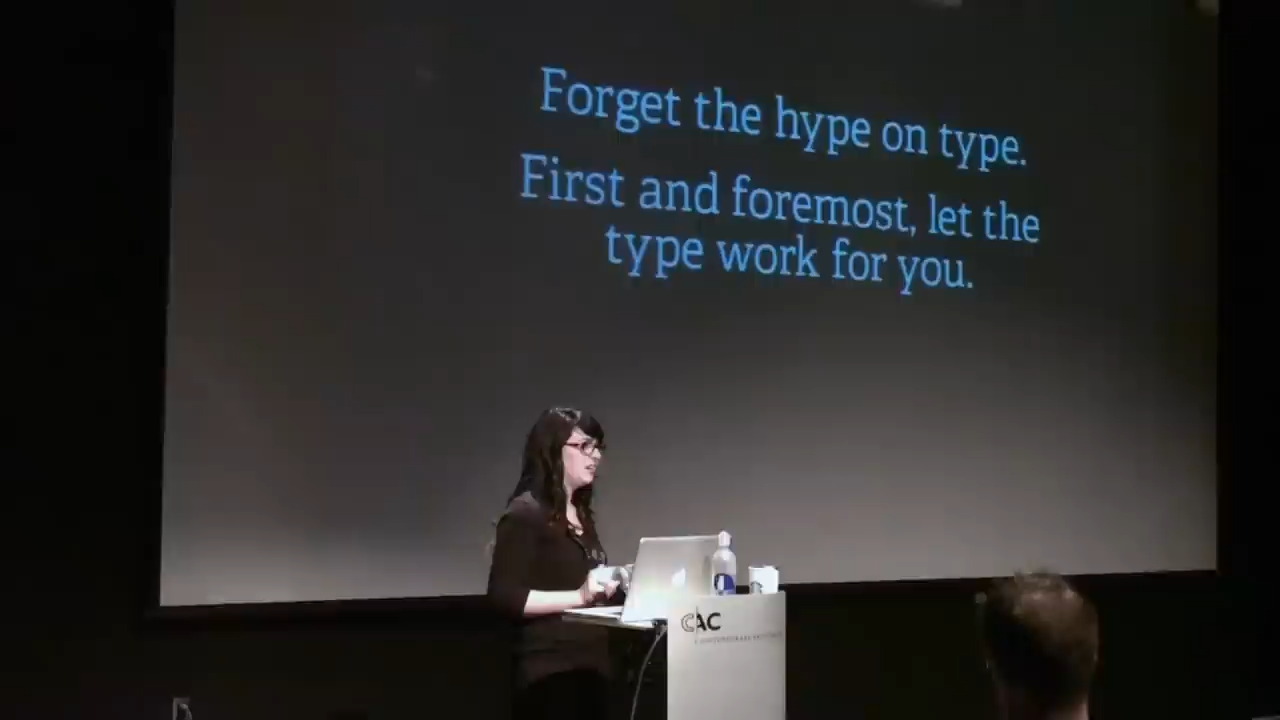 Forget the hype on type.
First and foremost, let the
type work for you.
CAC